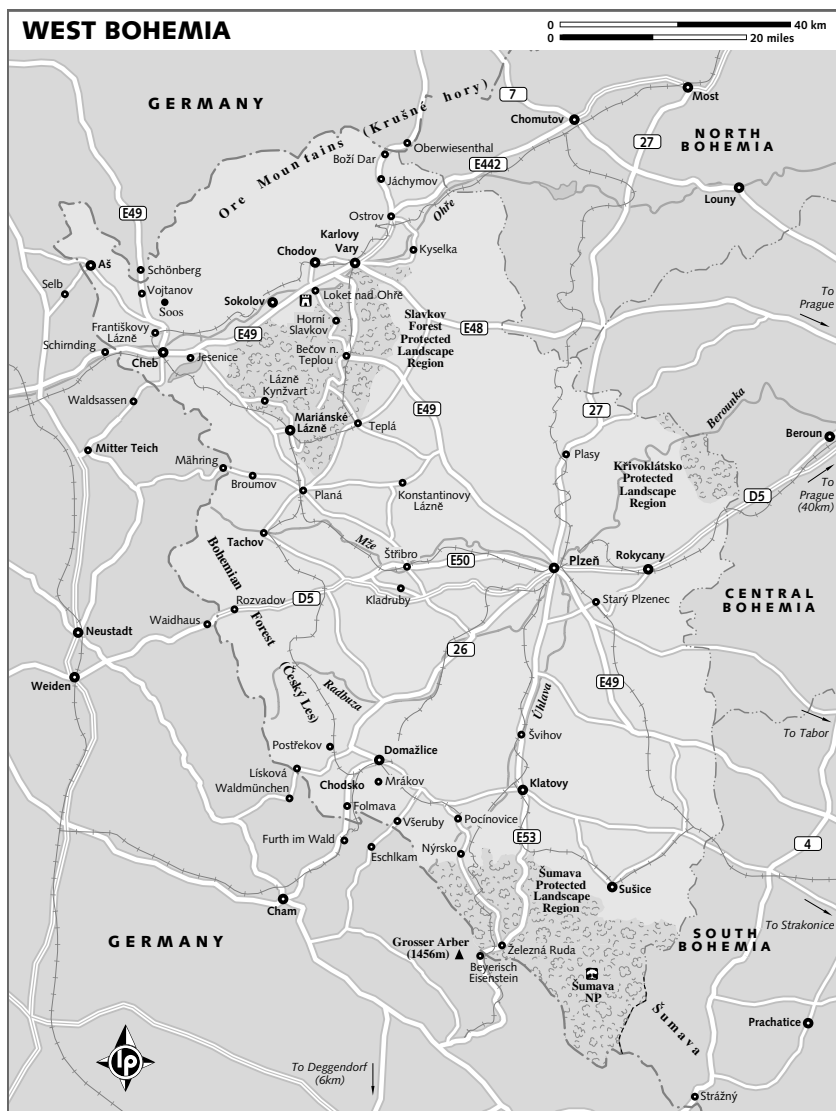 WEST BOHEMIA
0 40 km
0 20 miles
GERMANY
Ore Mountains (Krušné hory)
7
Most
Chomutov
Oberwiesenthal
Boží Dar
NORTH
BOHEMIA
27
E442
Jáchymov
Louny
E49
Ostrov
Ohře
Karlovy
Vary
Kyselka
Chodov
Aš
Schönberg
Selb
Vojtanov
Soos
Sokolov
Loket nad Ohří
To
Prague
Horní
Slavkov
Slavkov
Forest
Protected
Landscape
Region
E48
Františkovy
Lázně
E49
Schirnding
Cheb
Jesenice
Bečov n.
Teplou
Waldsassen
Lázně
Kynžvart
E49
27
Berounka
Mariánské
Lázně
Teplá
Beroun
Mitter Teich
Plasy
Mähring
Křivoklátsko
Protected
Landscape
Region
Broumov
Planá
Konstantinovy
Lázně
D5
To
Prague
(40km)
Tachov
Mže
Štřibro
E50
Plzeň
Rokycany
Bohemian
Forest
(Český Les)
Kladruby
CENTRAL
BOHEMIA
Rozvadov
D5
Starý Plzenec
Waidhaus
Neustadt
26
Weiden
Radbuza
E49
Úhlava
Postřekov
Domažlice
Švihov
To Tabor
Lísková
Waldmünchen
Chodsko
Mrákov
Klatovy
Folmava
Všeruby
Pocínovice
Furth im Wald
E53
4
Eschlkam
Nýrsko
Šumava
Protected
Landscape
Region
Sušice
Cham
To Strakonice
GERMANY
Grosser Arber
(1456m)
Železná Ruda
SOUTH
BOHEMIA
Beyerisch
Eisenstein
Šumava
NP
Šumava
Prachatice
lp
To Deggendorf
(6km)
Strážný